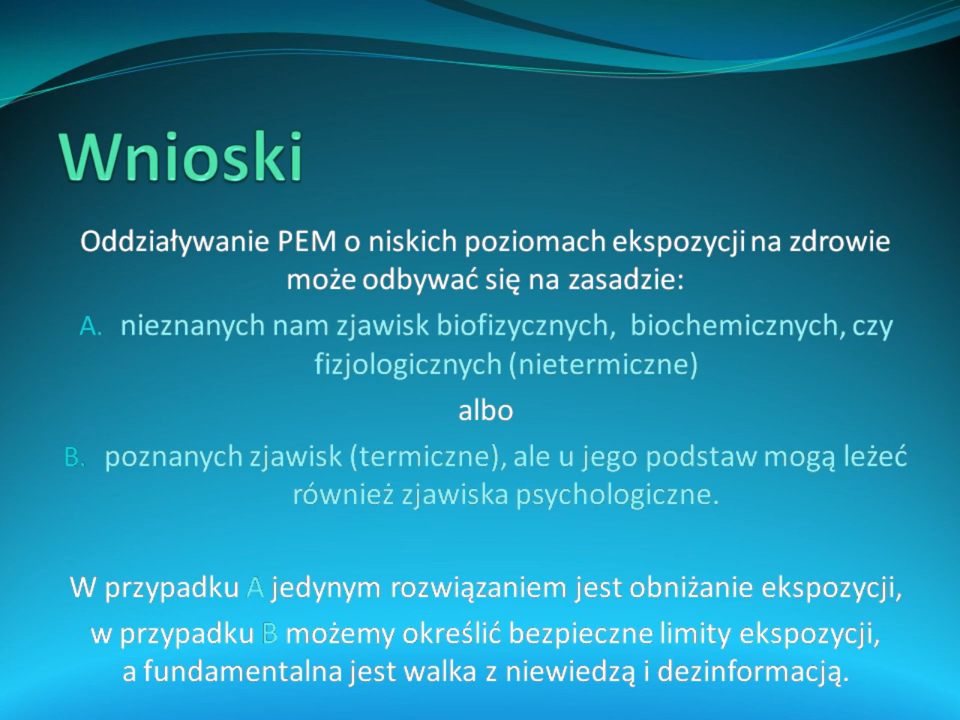 Wnioski
Oddziaływanie PEM o niskich poziomach ekspozycji na zdrowie
może odbywać się na zasadzie:
A. nieznanych nam zjawisk biofizycznych, biochemicznych, czy
fizjologicznych (nietermiczne)
albo
B. poznanych zjawisk (termiczne), ale u jego podstaw mogą leżeć
również zjawiska psychologiczne.
W przypadku A jedynym rozwiązaniem jest obniżanie ekspozycji,
w przypadku B możemy określić bezpieczne limity ekspozycji,
a fundamentalna jest walka z niewiedzą i dezinformacją.